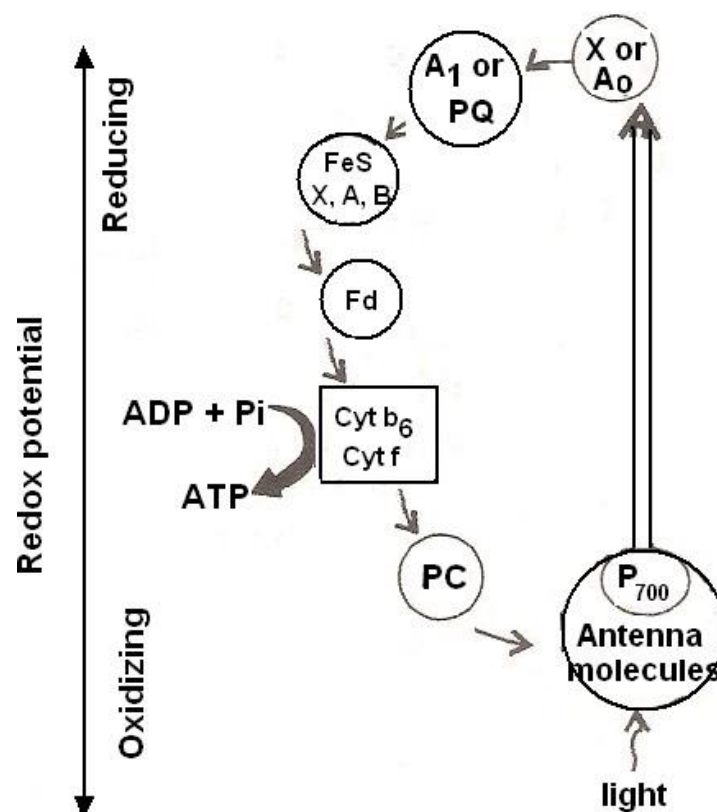 Reducing
Redox potential
Oxidizing
X or
A₀
A₁ or
PQ
FeS
X, A, B
Fd
ADP + Pi
ATP
Cyt b₆
Cyt f
PC
P₇₀₀
Antenna
molecules
light